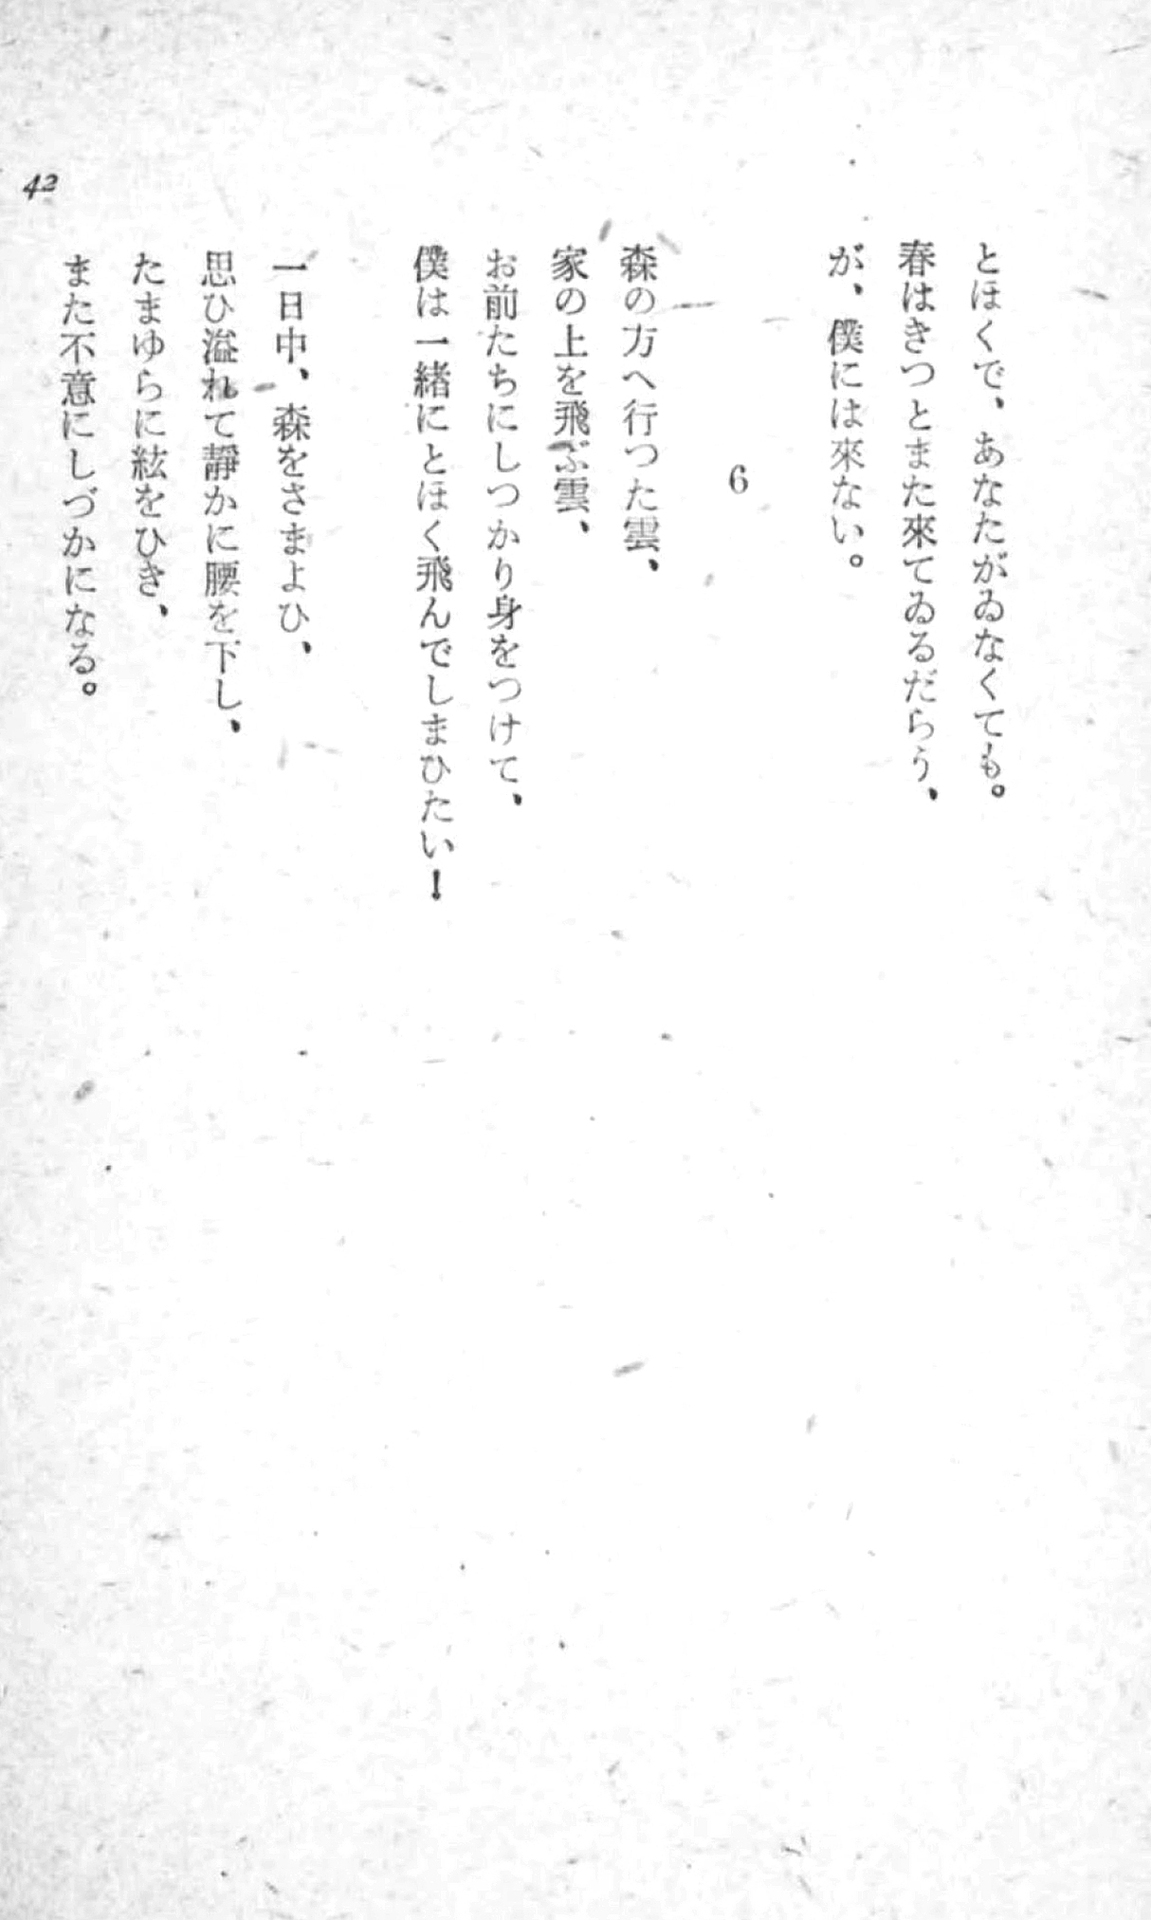 とほくで、あなたがゐなくても。
春はきつとまた來てゐるだらう、
が、僕には來ない。
6
森の方へ行つた雲、
家の上を飛ぶ雲、
お前たちにしつかり身をつけて、
僕は一緒にとほく飛んでしまひたい!
一日中、森をさまよひ、
思ひ溢れて靜かに腰を下し、
たまゆらに絃をひき、
また不意にしづかになる。
42